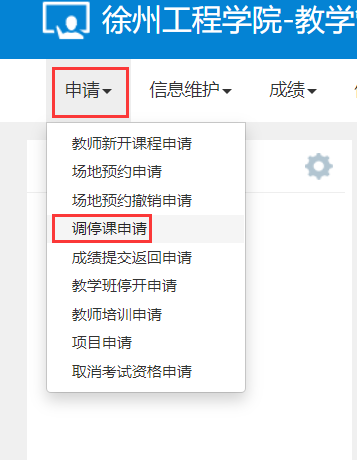 徐州工程学院-教学
申请 信息维护 成绩
教师新开课程申请
场地预约申请
场地预约撤销申请
调停课申请
成绩提交返回申请
教学班停开申请
教师培训申请
项目申请
取消考试资格申请